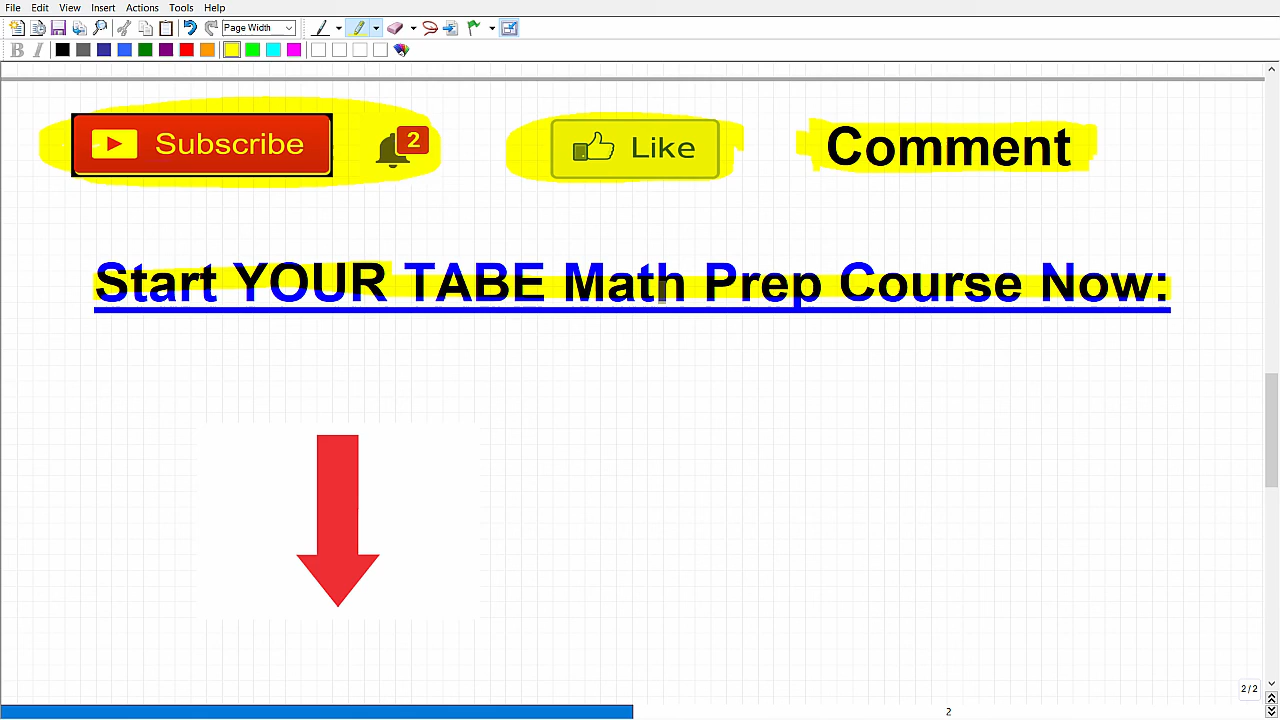 File Edit View Insert Actions Tools Help
Page Width
B I
Subscribe 2 Like Comment
Start YOUR TABE Math Prep Course Now:
2/2
2